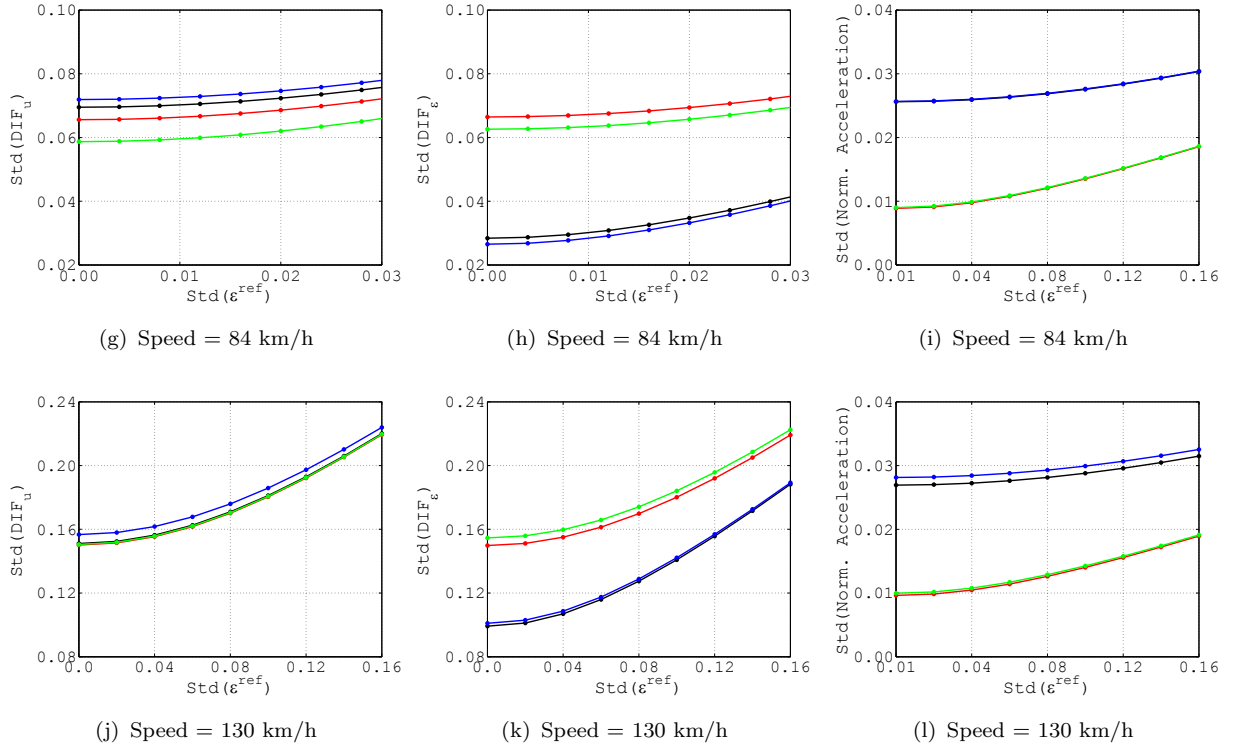 0.10
0.08
0.06
0.04
0.02
Std(DIF_u)
0.00 0.01 0.02 0.03
Std(ε^ref)
(g) Speed = 84 km/h
0.10
0.08
0.06
0.04
0.02
Std(DIF_ε)
0.00 0.01 0.02 0.03
Std(ε^ref)
(h) Speed = 84 km/h
0.04
0.03
0.02
0.01
0.00
Std(Norm. Acceleration)
0.01 0.04 0.08 0.12 0.16
Std(ε^ref)
(i) Speed = 84 km/h
0.24
0.20
0.16
0.12
0.08
Std(DIF_u)
0.0 0.04 0.08 0.12 0.16
Std(ε^ref)
(j) Speed = 130 km/h
0.24
0.20
0.16
0.12
0.08
Std(DIF_ε)
0.0 0.04 0.08 0.12 0.16
Std(ε^ref)
(k) Speed = 130 km/h
0.04
0.03
0.02
0.01
0.00
Std(Norm. Acceleration)
0.01 0.04 0.08 0.12 0.16
Std(ε^ref)
(l) Speed = 130 km/h